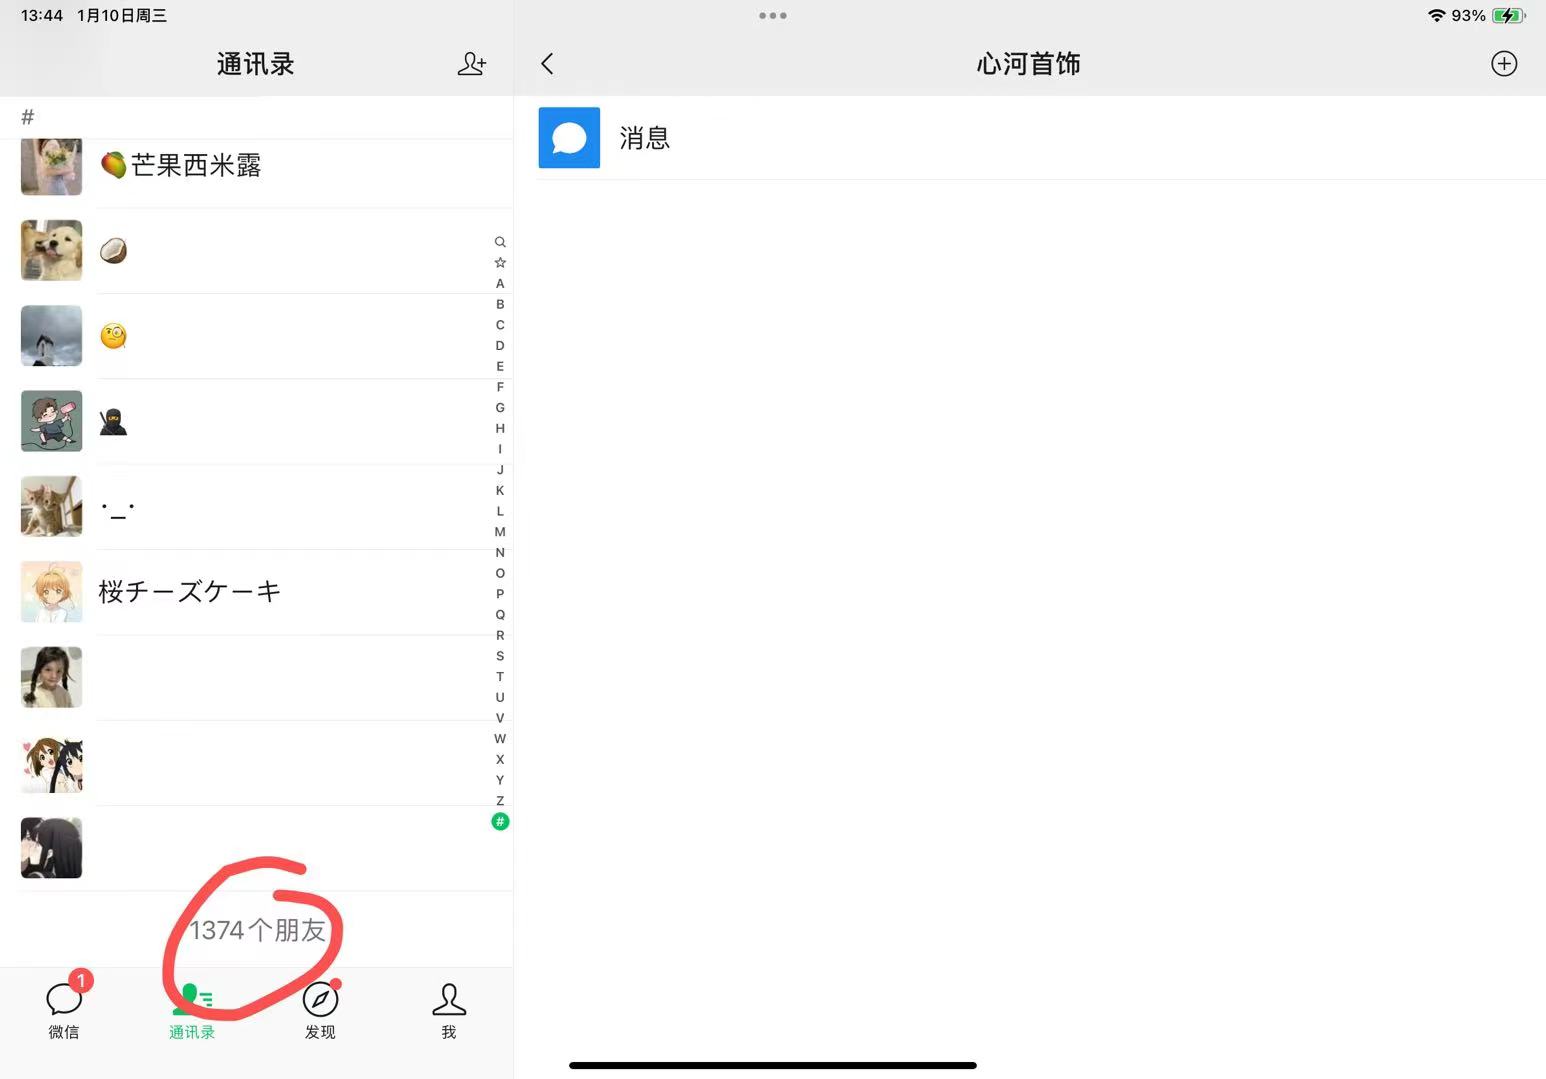 13:44 1月10日周三
93%
通讯录
心河首饰
#
消息
🥭芒果西米露
🥥
🧐
🥷
·_·
桜チーズケーキ
A
B
C
D
E
F
G
H
I
J
K
L
M
N
O
P
Q
R
S
T
U
V
W
X
Y
Z
#
1374个朋友
1
微信
通讯录
发现
我